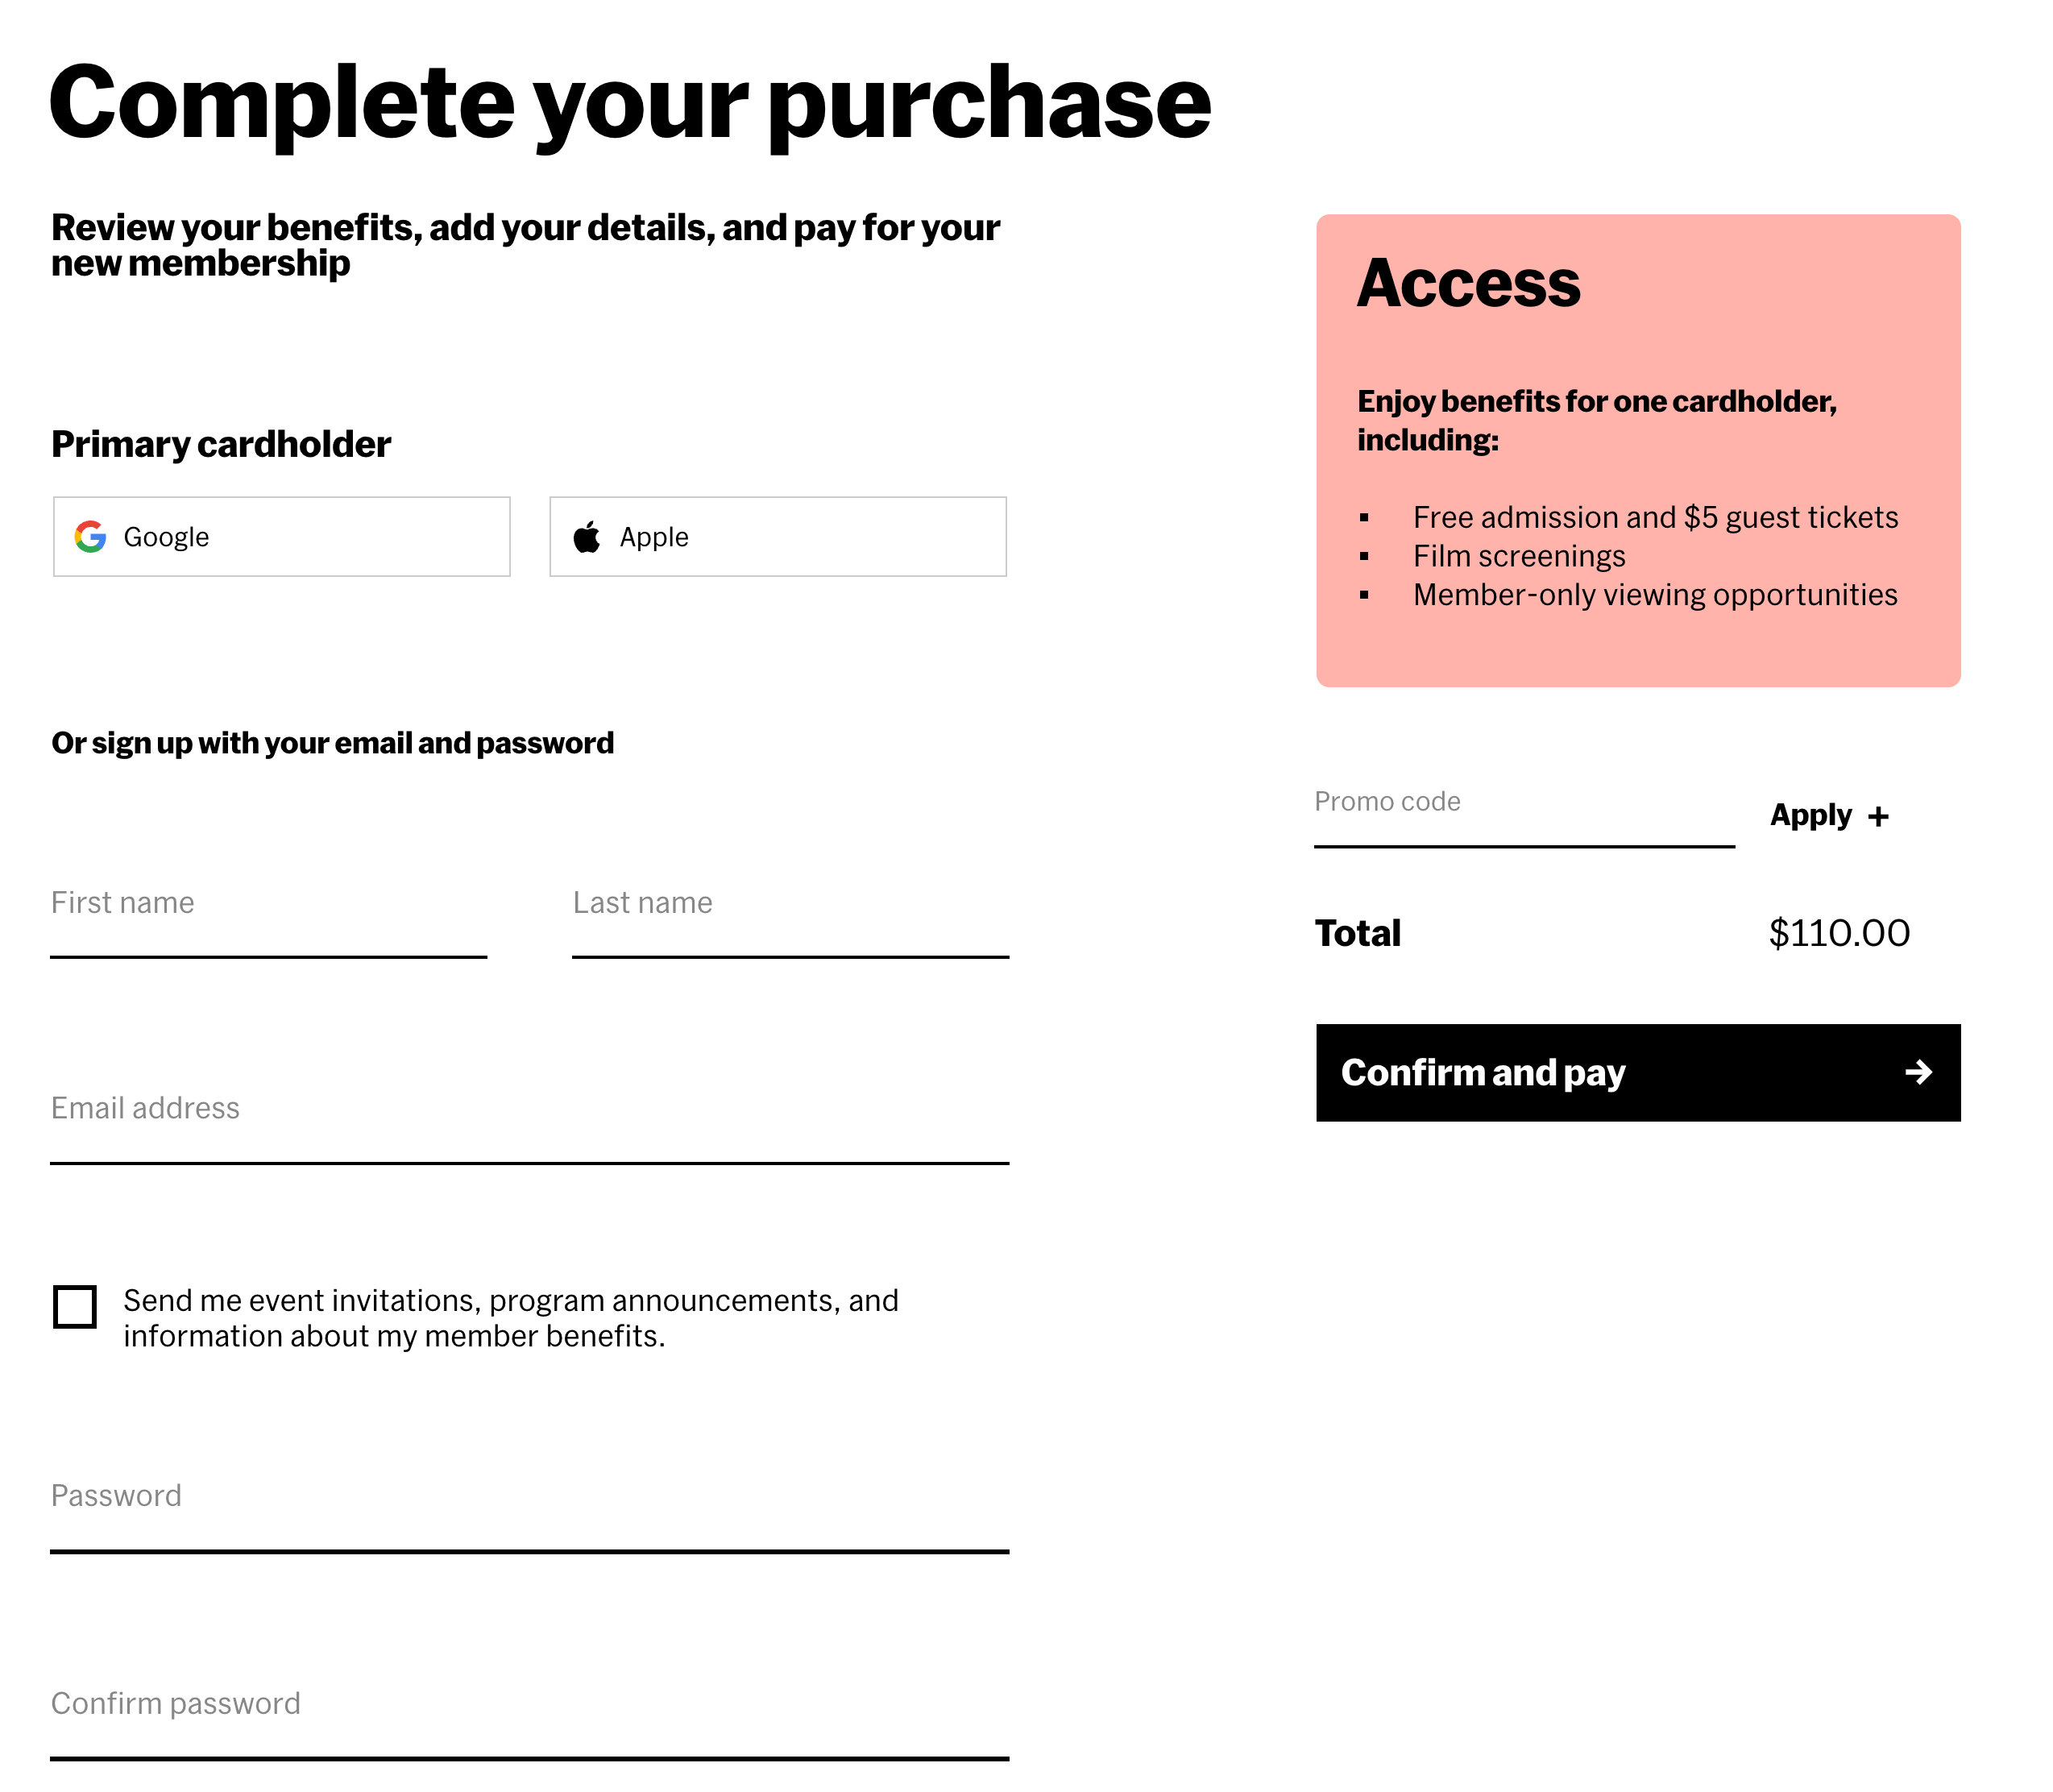 Complete your purchase
Review your benefits, add your details, and pay for your
new membership
Primary cardholder
Google
Apple
Or sign up with your email and password
First name
Last name
Email address
Send me event invitations, program announcements, and
information about my member benefits.
Password
Confirm password
Access
Enjoy benefits for one cardholder,
including:
▪ Free admission and $5 guest tickets
▪ Film screenings
▪ Member-only viewing opportunities
Promo code
Apply +
Total
$110.00
Confirm and pay →